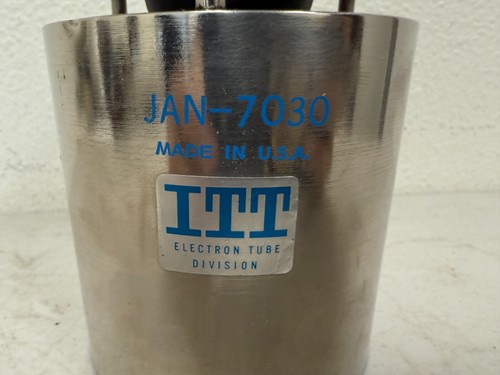 JAN-7030
MADE IN U.S.A.
ITT
ELECTRON TUBE
DIVISION